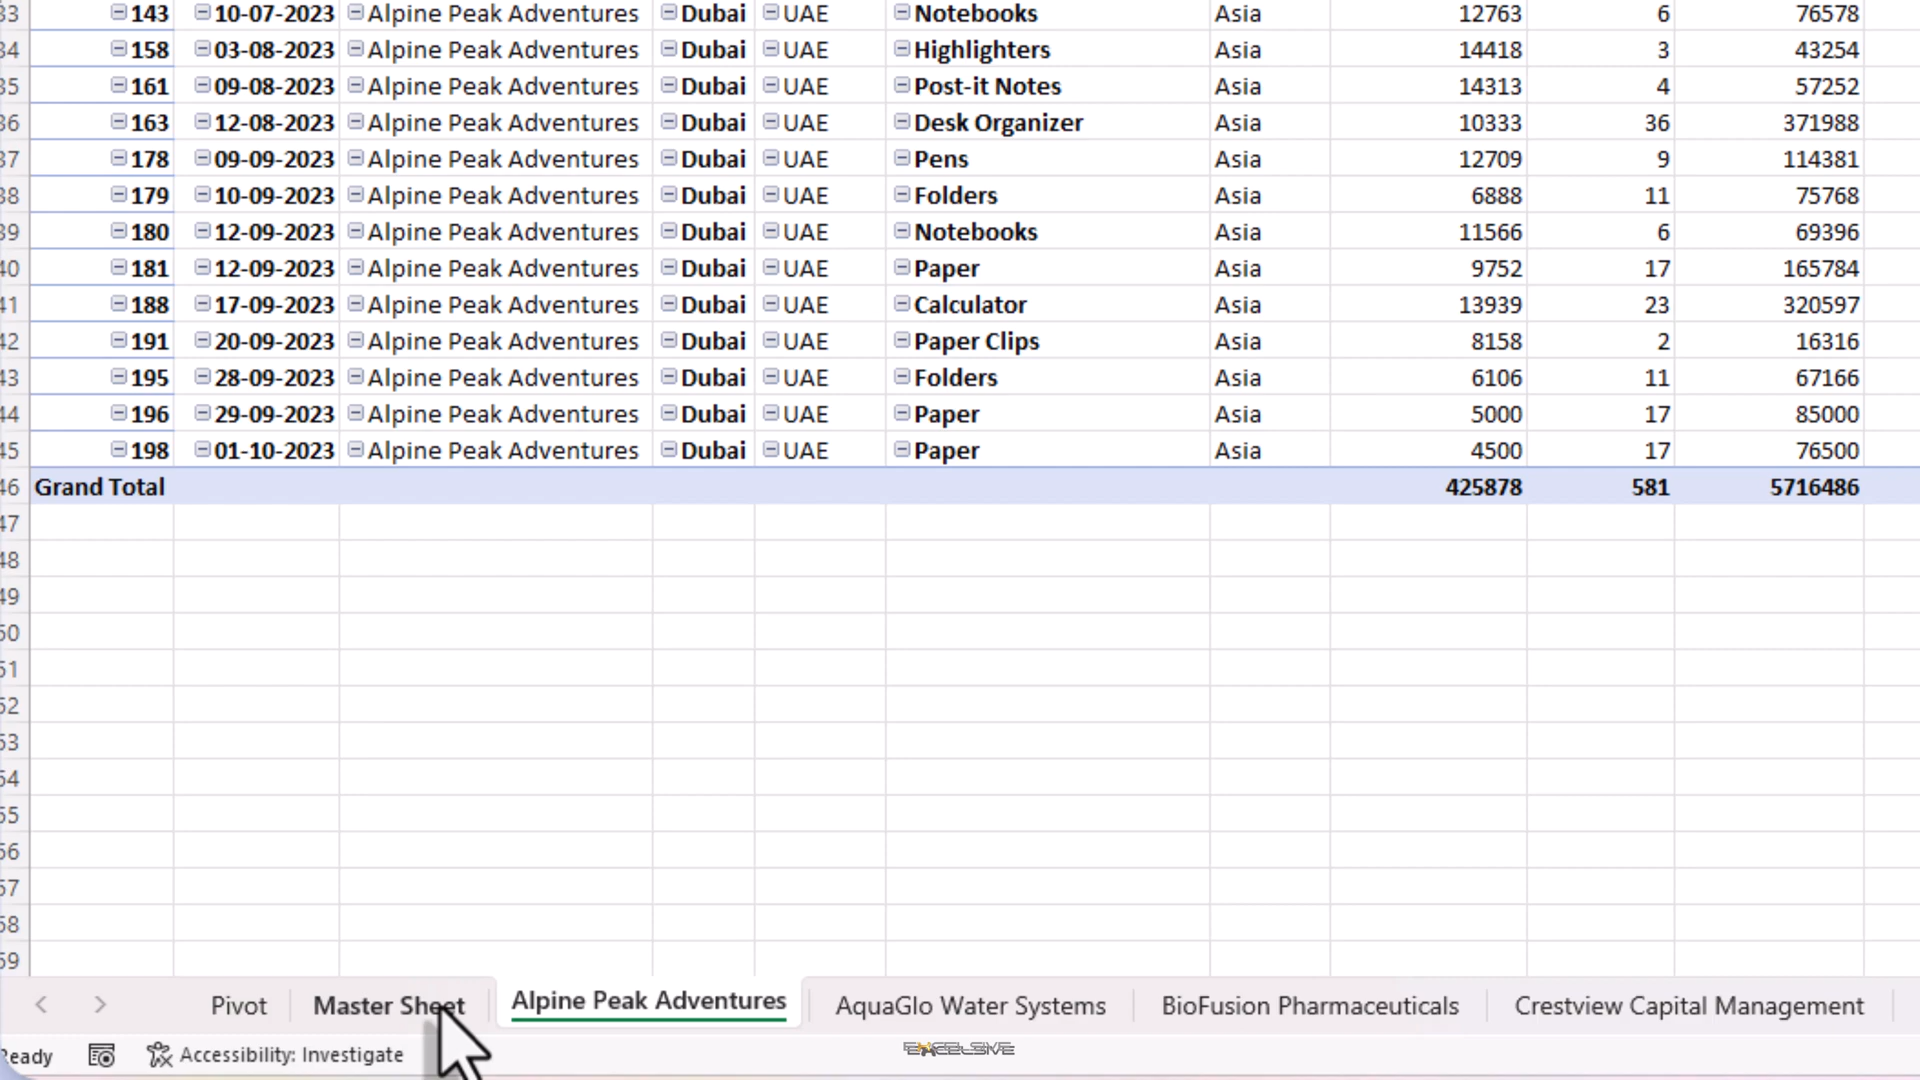 33 143 10-07-2023 Alpine Peak Adventures Dubai UAE Notebooks Asia 12763 6 76578
34 158 03-08-2023 Alpine Peak Adventures Dubai UAE Highlighters Asia 14418 3 43254
35 161 09-08-2023 Alpine Peak Adventures Dubai UAE Post-it Notes Asia 14313 4 57252
36 163 12-08-2023 Alpine Peak Adventures Dubai UAE Desk Organizer Asia 10333 36 371988
37 178 09-09-2023 Alpine Peak Adventures Dubai UAE Pens Asia 12709 9 114381
38 179 10-09-2023 Alpine Peak Adventures Dubai UAE Folders Asia 6888 11 75768
39 180 12-09-2023 Alpine Peak Adventures Dubai UAE Notebooks Asia 11566 6 69396
40 181 12-09-2023 Alpine Peak Adventures Dubai UAE Paper Asia 9752 17 165784
41 188 17-09-2023 Alpine Peak Adventures Dubai UAE Calculator Asia 13939 23 320597
42 191 20-09-2023 Alpine Peak Adventures Dubai UAE Paper Clips Asia 8158 2 16316
43 195 28-09-2023 Alpine Peak Adventures Dubai UAE Folders Asia 6106 11 67166
44 196 29-09-2023 Alpine Peak Adventures Dubai UAE Paper Asia 5000 17 85000
45 198 01-10-2023 Alpine Peak Adventures Dubai UAE Paper Asia 4500 17 76500
46 Grand Total 425878 581 5716486
47
48
49
50
51
52
53
54
55
56
57
58
59
Pivot Master Sheet Alpine Peak Adventures AquaGlo Water Systems BioFusion Pharmaceuticals Crestview Capital Management
Ready Accessibility: Investigate EXCELSIVE